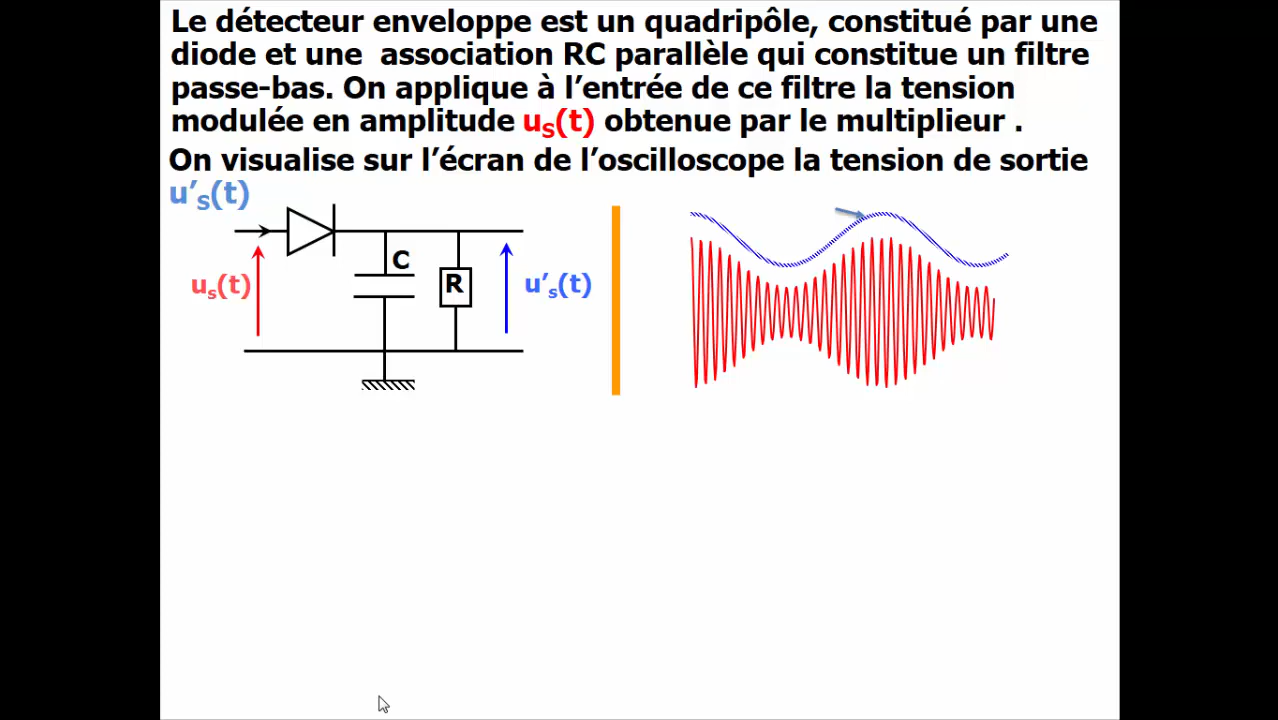 Le détecteur enveloppe est un quadripôle, constitué par une
diode et une association RC parallèle qui constitue un filtre
passe-bas. On applique à l’entrée de ce filtre la tension
modulée en amplitude uS(t) obtenue par le multiplieur .
On visualise sur l’écran de l’oscilloscope la tension de sortie
u’S(t)
C
us(t)
R
u’s(t)